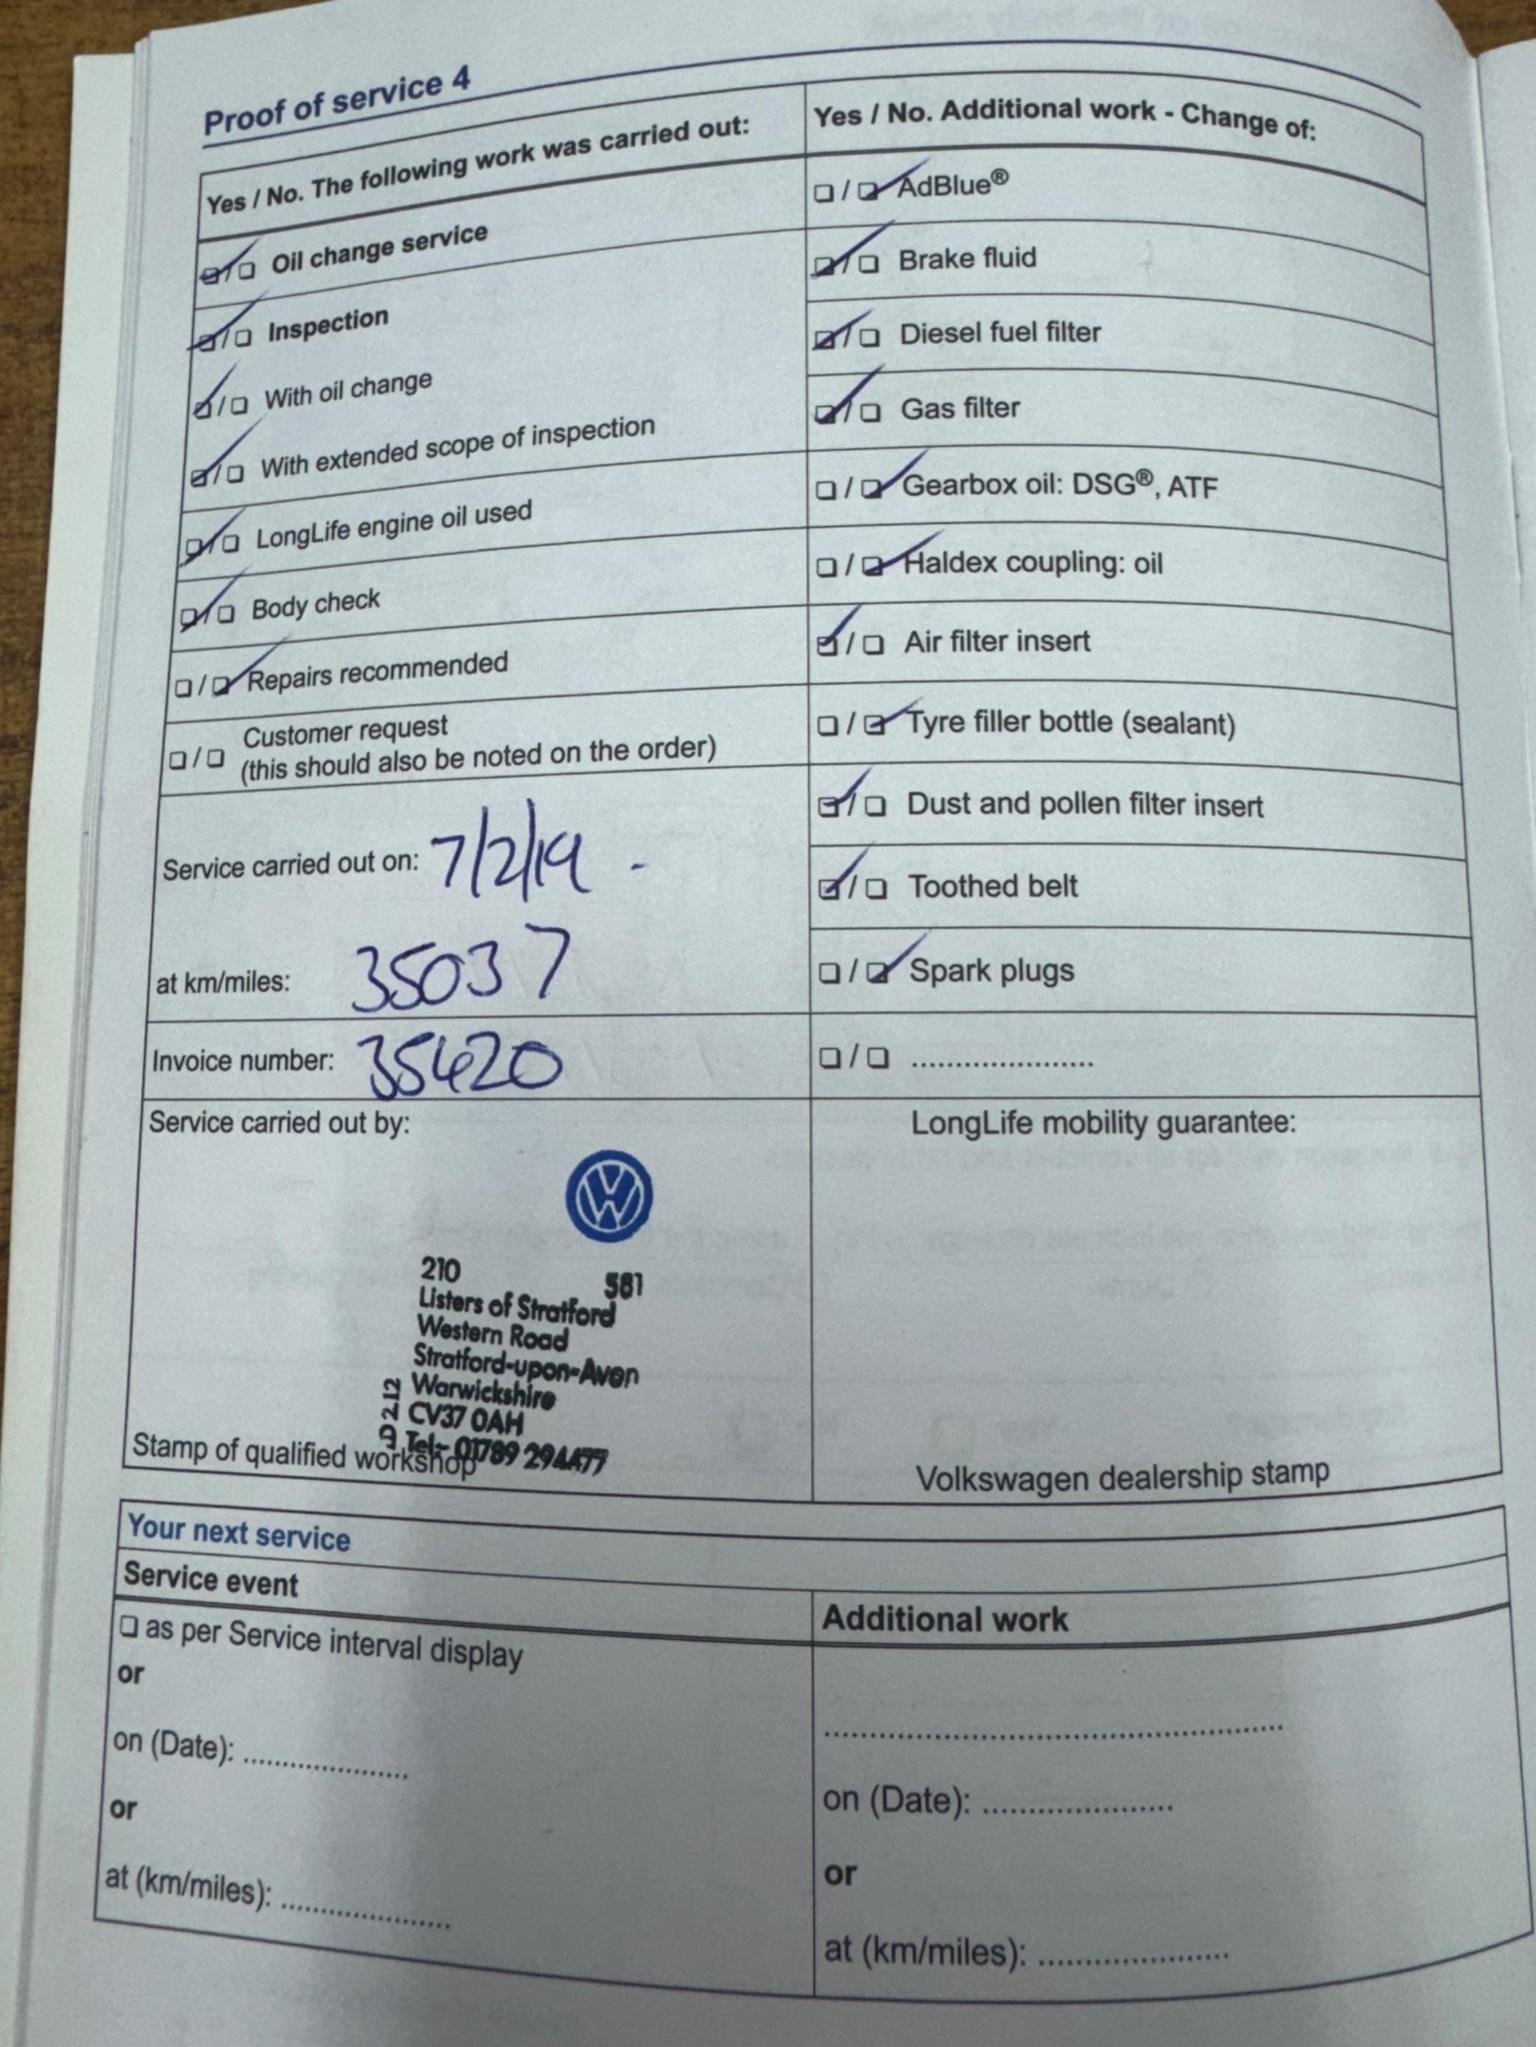 Proof of service 4
Yes / No. The following work was carried out:
Oil change service
Inspection
With oil change
With extended scope of inspection
LongLife engine oil used
Body check
Repairs recommended
Customer request
(this should also be noted on the order)
Service carried out on: 7/2/19
at km/miles: 35037
Invoice number: 35420
Yes / No. Additional work - Change of:
AdBlue®
Brake fluid
Diesel fuel filter
Gas filter
Gearbox oil: DSG®, ATF
Haldex coupling: oil
Air filter insert
Tyre filler bottle (sealant)
Dust and pollen filter insert
Toothed belt
Spark plugs
/ ......................
Service carried out by:
210 581
Listers of Stratford
Western Road
Stratford-upon-Avon
Warwickshire
CV37 0AH
Tel:- 01789 294477
Stamp of qualified workshop
LongLife mobility guarantee:
Volkswagen dealership stamp
Your next service
Service event
as per Service interval display
or
on (Date): ....................
or
at (km/miles): ....................
Additional work
......................................................
on (Date): ......................
or
at (km/miles): ......................